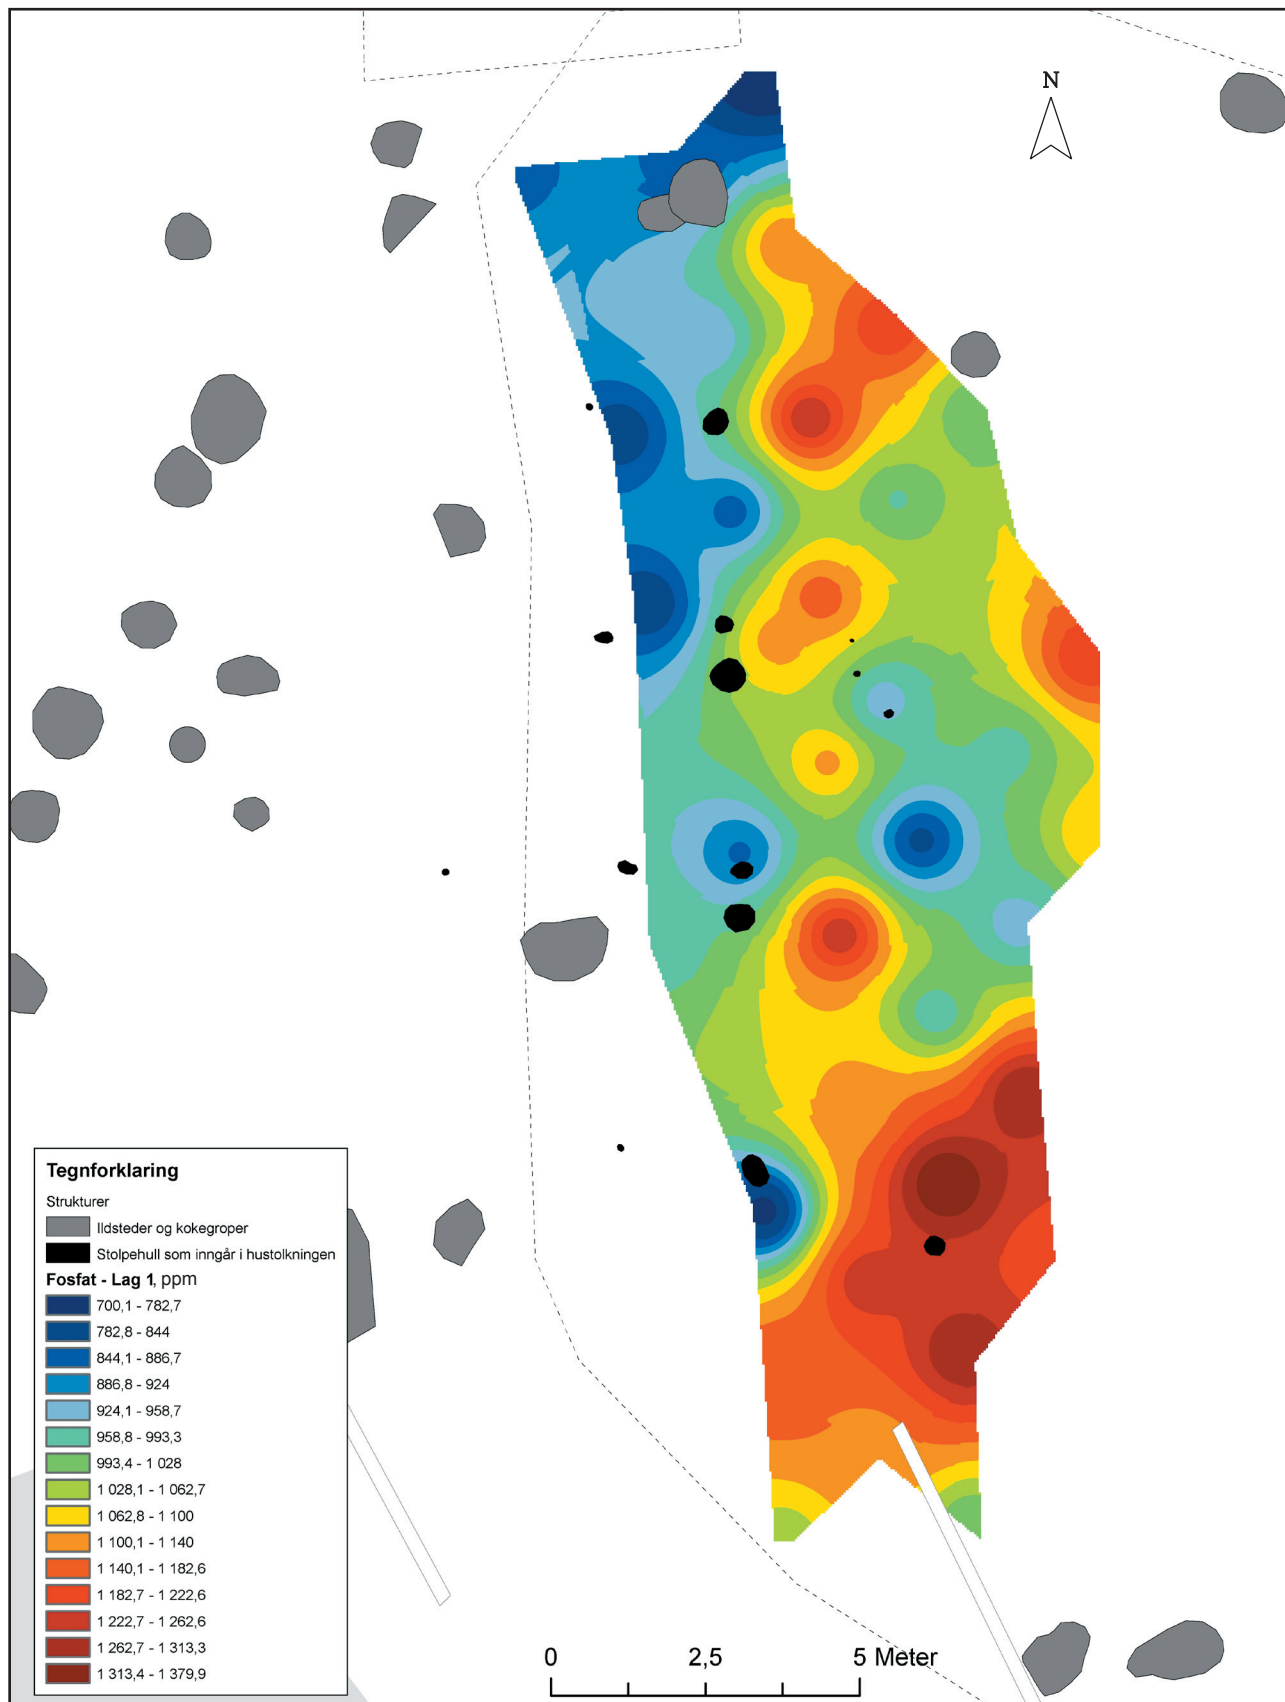 N
Tegnforklaring
Strukturer
Ildsteder og kokegroper
Stolpehull som inngår i hustolkningen
Fosfat - Lag 1, ppm
700,1 - 782,7
782,8 - 844
844,1 - 886,7
886,8 - 924
924,1 - 958,7
958,8 - 993,3
993,4 - 1 028
1 028,1 - 1 062,7
1 062,8 - 1 100
1 100,1 - 1 140
1 140,1 - 1 182,6
1 182,7 - 1 222,6
1 222,7 - 1 262,6
1 262,7 - 1 313,3
1 313,4 - 1 379,9
0 2,5 5 Meter